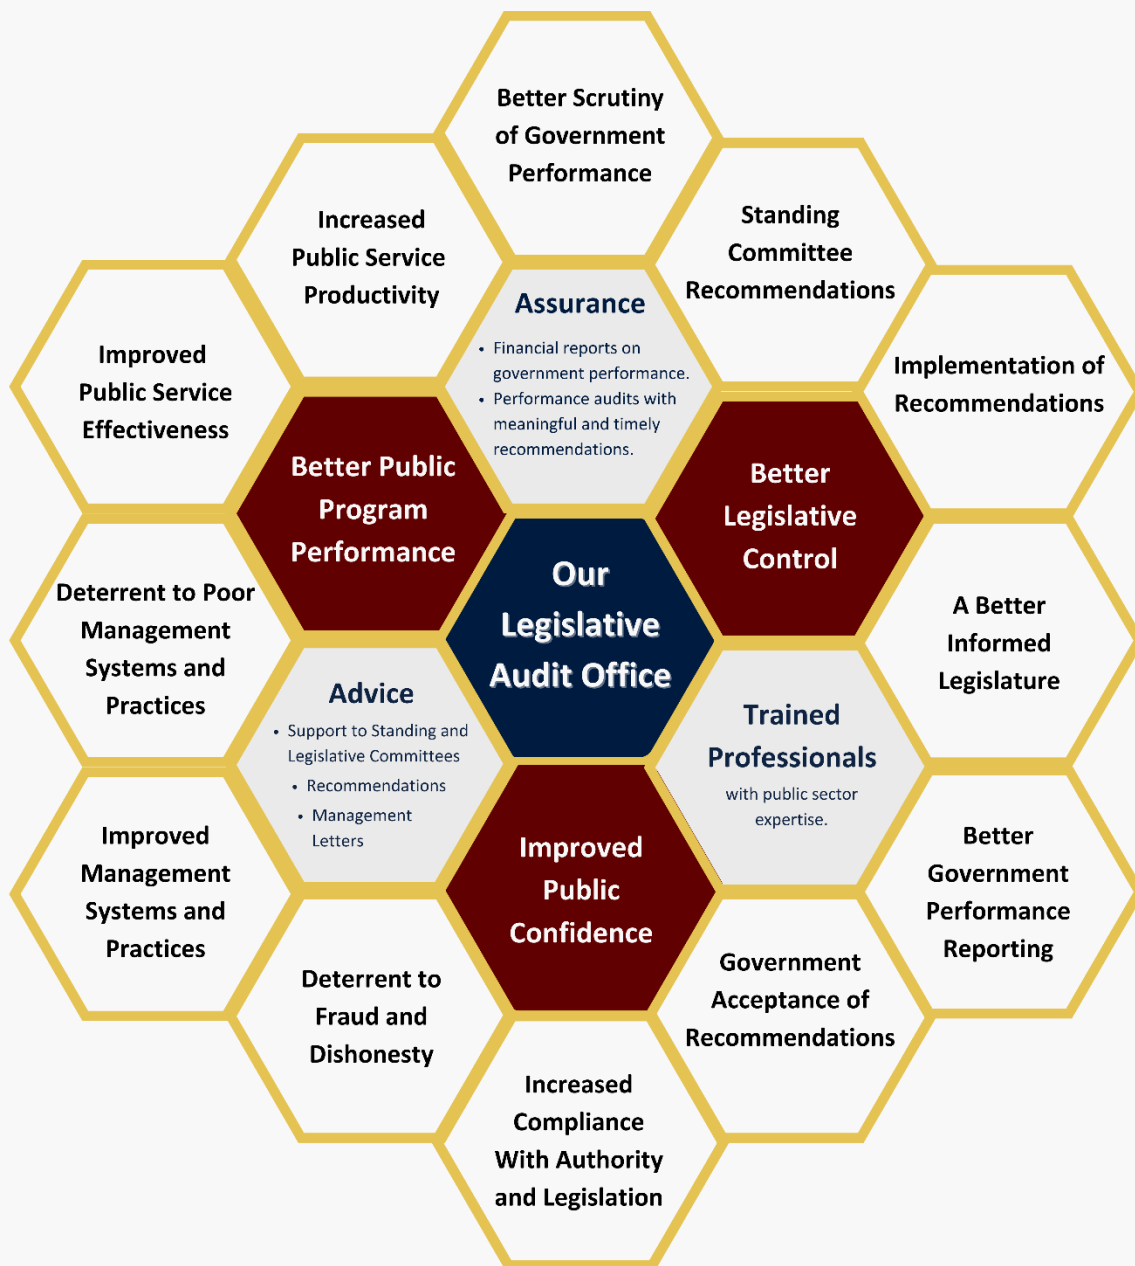 Better Scrutiny
of Government
Performance
Increased
Public Service
Productivity
Standing
Committee
Recommendations
Improved
Public Service
Effectiveness
Assurance
• Financial reports on
government performance.
• Performance audits with
meaningful and timely
recommendations.
Implementation of
Recommendations
Better Public
Program
Performance
Better
Legislative
Control
Our
Legislative
Audit Office
Deterrent to Poor
Management
Systems and
Practices
A Better
Informed
Legislature
Advice
• Support to Standing and
Legislative Committees
• Recommendations
• Management
Letters
Trained
Professionals
with public sector
expertise.
Improved
Management
Systems and
Practices
Improved
Public
Confidence
Better
Government
Performance
Reporting
Deterrent to
Fraud and
Dishonesty
Government
Acceptance of
Recommendations
Increased
Compliance
With Authority
and Legislation